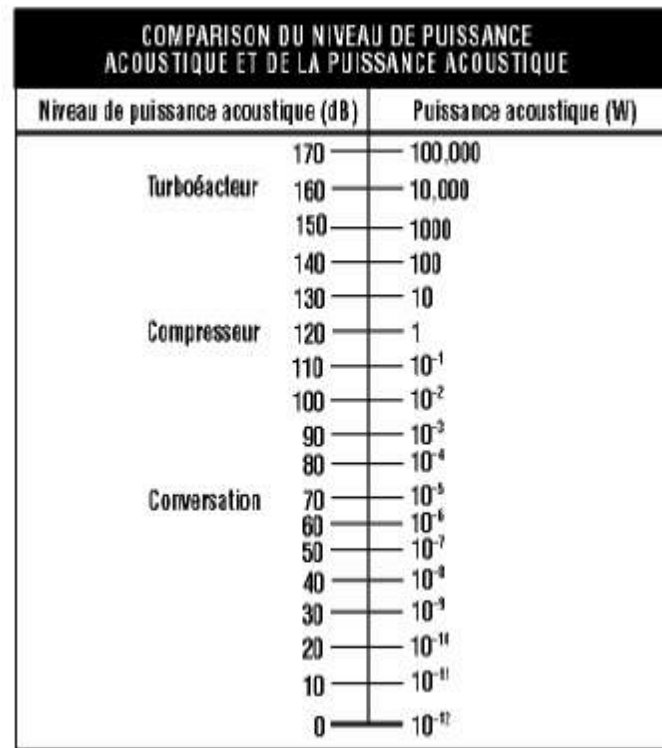 COMPARISON DU NIVEAU DE PUISSANCE
ACOUSTIQUE ET DE LA PUISSANCE ACOUSTIQUE
Niveau de puissance acoustique (dB) Puissance acoustique (W)
170 100,000
Turboéacteur 160 10,000
150 1000
140 100
130 10
Compresseur 120 1
110 10⁻¹
100 10⁻²
90 10⁻³
80 10⁻⁴
Conversation 70 10⁻⁵
60 10⁻⁶
50 10⁻⁷
40 10⁻⁸
30 10⁻⁹
20 10⁻¹⁰
10 10⁻¹¹
0 10⁻¹²